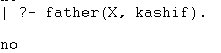 | ?- father(X, kashif).
no